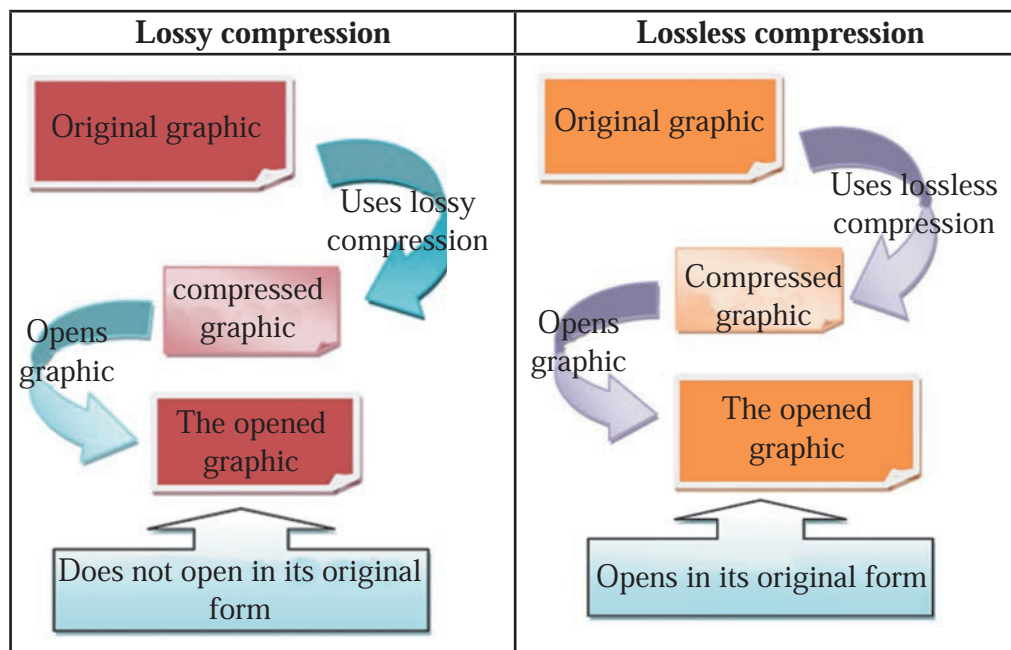 Lossy compression
Original graphic
Uses lossy
compression
compressed
graphic
Opens
graphic
The opened
graphic
Does not open in its original
form
Lossless compression
Original graphic
Uses lossless
compression
Compressed
graphic
Opens
graphic
The opened
graphic
Opens in its original form